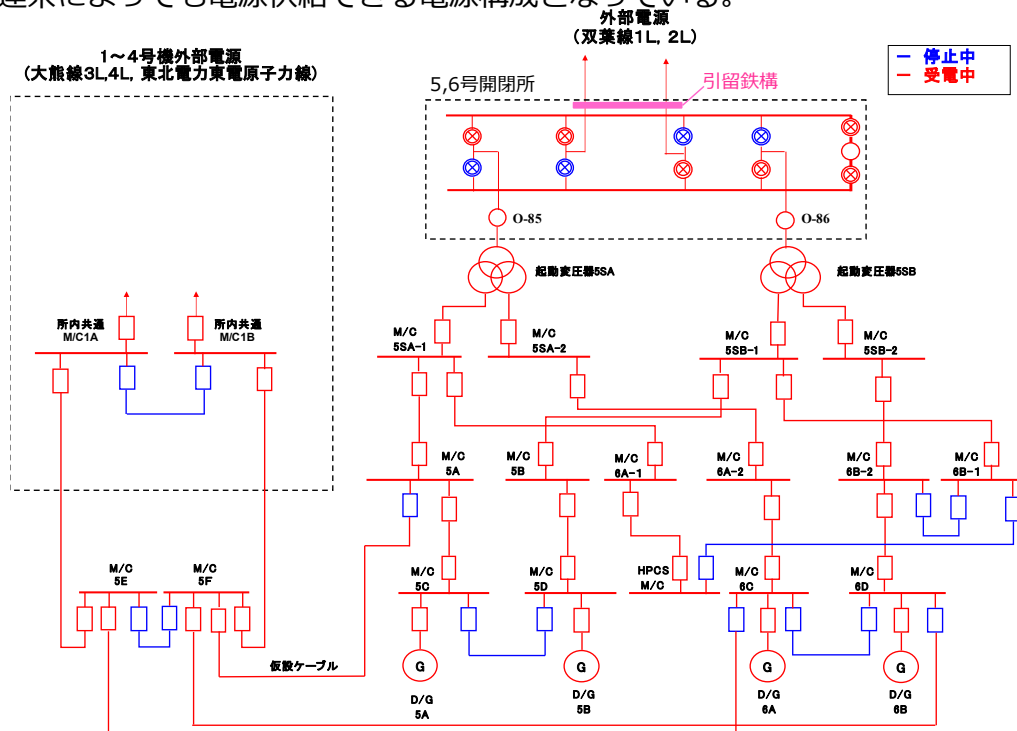 連系によっても電源供給できる電源構成となっている。
外部電源
(双葉線1L, 2L)
1～4号機外部電源
(大熊線3L,4L, 東北電力東電原子力線)
― 停止中
― 受電中
5,6号開閉所
引留鉄構
O-85
O-86
起動変圧器5SA
起動変圧器5SB
所内共通
M/C1A
所内共通
M/C1B
M/C
5SA-1
M/C
5SA-2
M/C
5SB-1
M/C
5SB-2
M/C
5A
M/C
5B
M/C
6A-1
M/C
6A-2
M/C
6B-2
M/C
6B-1
M/C
5E
M/C
5F
M/C
5C
M/C
5D
HPCS
M/C
M/C
6C
M/C
6D
仮設ケーブル
G
G
G
G
D/G
5A
D/G
5B
D/G
6A
D/G
6B